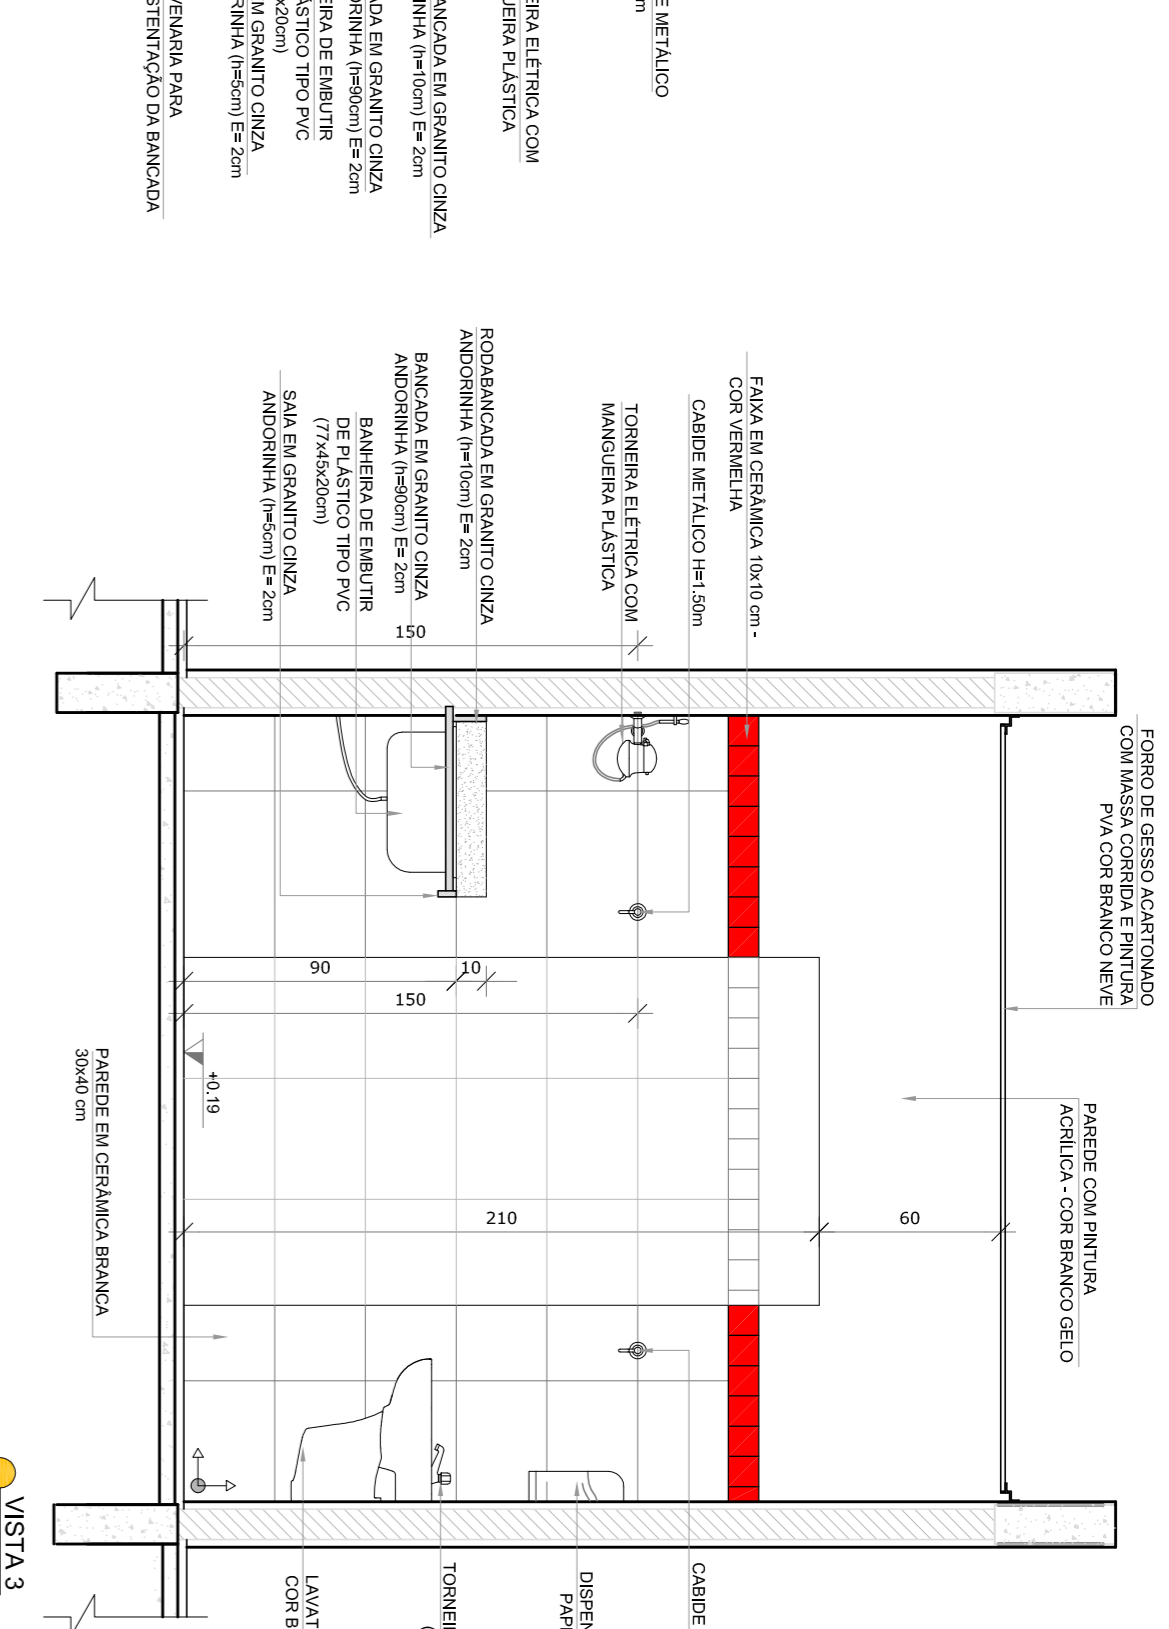 E METÁLICO
m
EIRA ELÉTRICA COM
UEIRA PLÁSTICA
ANCADA EM GRANITO CINZA
INHA (h=10cm) E= 2cm
ADA EM GRANITO CINZA
ORINHA (h=90cm) E= 2cm
EIRA DE EMBUTIR
ÁSTICO TIPO PVC
x20cm)
M GRANITO CINZA
RINHA (h=5cm) E= 2cm
VENARIA PARA
STENTAÇÃO DA BANCADA
FORRO DE GESSO ACARTONADO
COM MASSA CORRIDA E PINTURA
PVA COR BRANCO NEVE
PAREDE COM PINTURA
ACRÍLICA - COR BRANCO GELO
FAIXA EM CERÂMICA 10x10 cm -
COR VERMELHA
CABIDE METÁLICO H=1.50m
TORNEIRA ELÉTRICA COM
MANGUEIRA PLÁSTICA
RODABANCADA EM GRANITO CINZA
ANDORINHA (h=10cm) E= 2cm
BANCADA EM GRANITO CINZA
ANDORINHA (h=90cm) E= 2cm
BANHEIRA DE EMBUTIR
DE PLÁSTICO TIPO PVC
(77x45x20cm)
SAIA EM GRANITO CINZA
ANDORINHA (h=5cm) E= 2cm
150
90
10
150
210
60
+0.19
PAREDE EM CERÂMICA BRANCA
30x40 cm
CABIDE
DISPEN
PAPE
TORNEI
(
LAVAT
COR B
VISTA 3